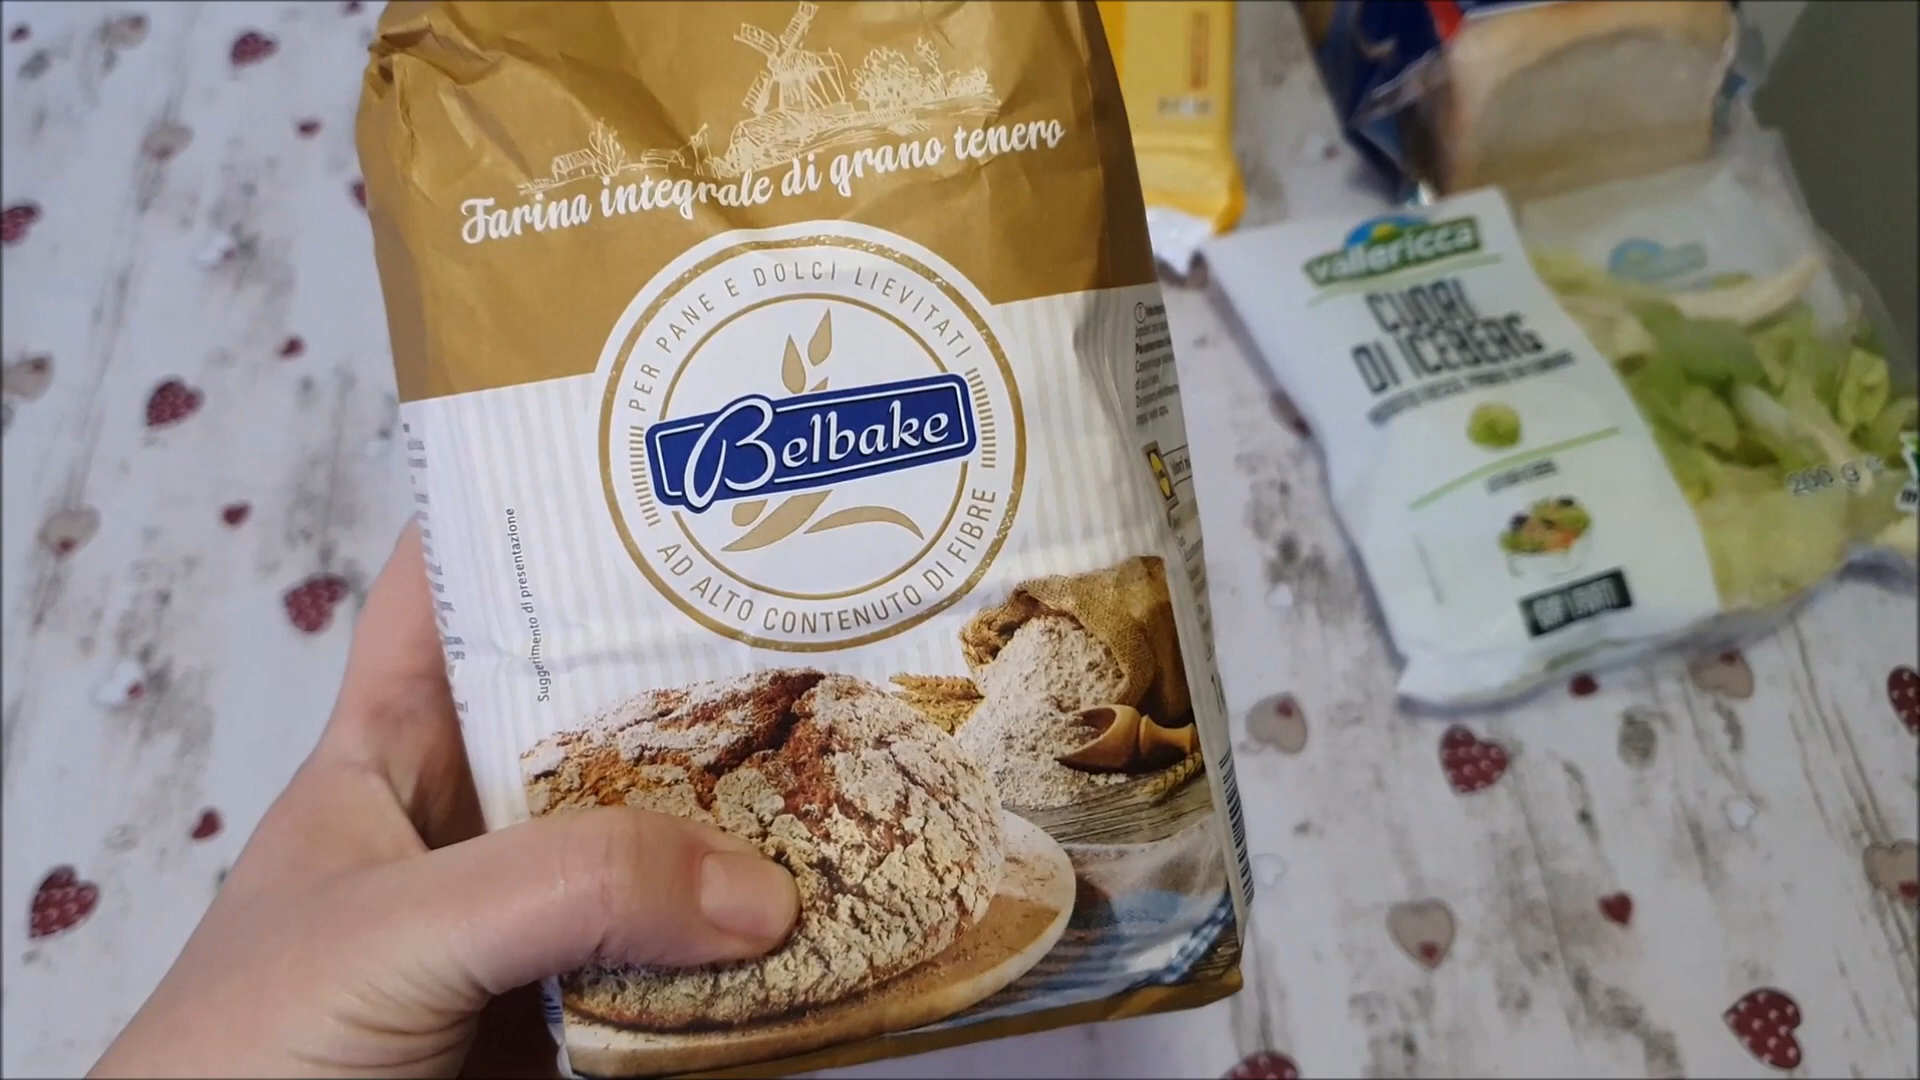 Farina integrale di grano tenero
PER PANE E DOLCI LIEVITATI
Belbake
AD ALTO CONTENUTO DI FIBRE
Suggerimento di presentazione
vallericca
CUORI
DI ICEBERG
200 g e